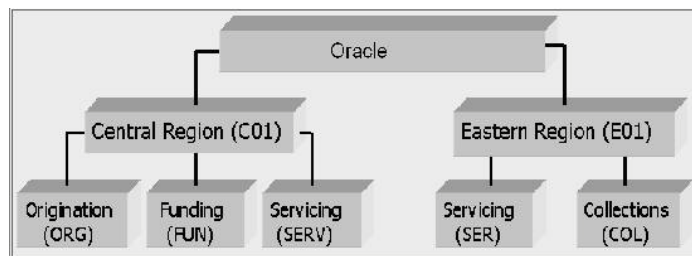 Oracle
Central Region (C01)
Eastern Region (E01)
Origination
(ORG)
Funding
(FUN)
Servicing
(SERV)
Servicing
(SER)
Collections
(COL)